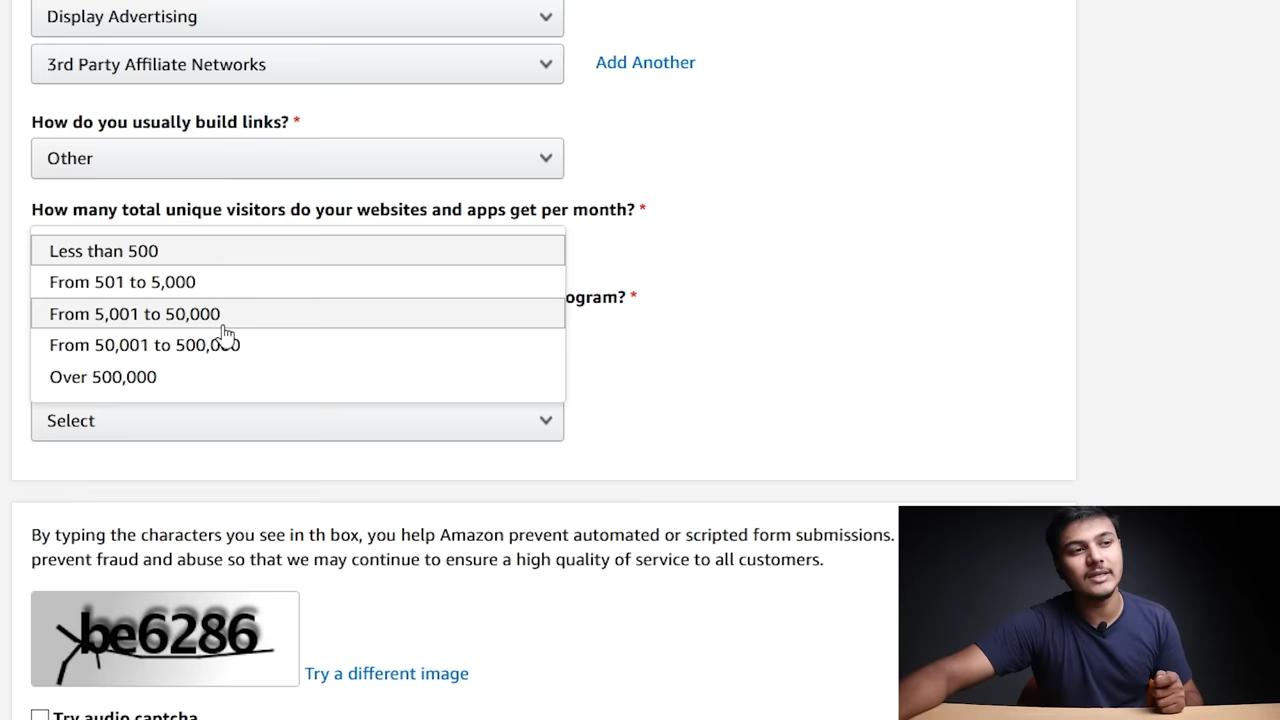 Display Advertising
3rd Party Affiliate Networks
Add Another
How do you usually build links? *
Other
How many total unique visitors do your websites and apps get per month? *
Less than 500
From 501 to 5,000
ogram? *
From 5,001 to 50,000
From 50,001 to 500,000
Over 500,000
Select
By typing the characters you see in th box, you help Amazon prevent automated or scripted form submissions.
prevent fraud and abuse so that we may continue to ensure a high quality of service to all customers.
be6286
Try a different image
Try audio captcha